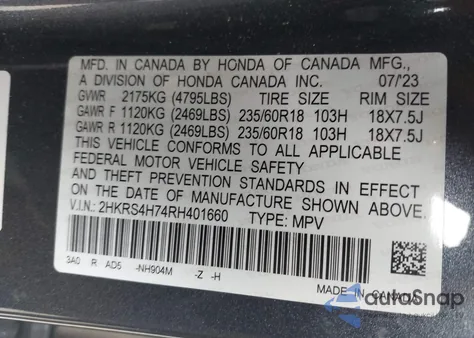 MFD. IN CANADA BY HONDA OF CANADA MFG.,
A DIVISION OF HONDA CANADA INC. 07/'23
GVWR 2175KG (4795LBS) TIRE SIZE RIM SIZE
GAWR F 1120KG (2469LBS) 235/60R18 103H 18X7.5J
GAWR R 1120KG (2469LBS) 235/60R18 103H 18X7.5J
THIS VEHICLE CONFORMS TO ALL APPLICABLE
FEDERAL MOTOR VEHICLE SAFETY
AND THEFT PREVENTION STANDARDS IN EFFECT
ON THE DATE OF MANUFACTURE SHOWN ABOVE.
V.I.N.: 2HKRS4H74RH401660 TYPE: MPV
3A0 R AD5 -NH904M -Z -H
MADE IN CANADA
autoSnap